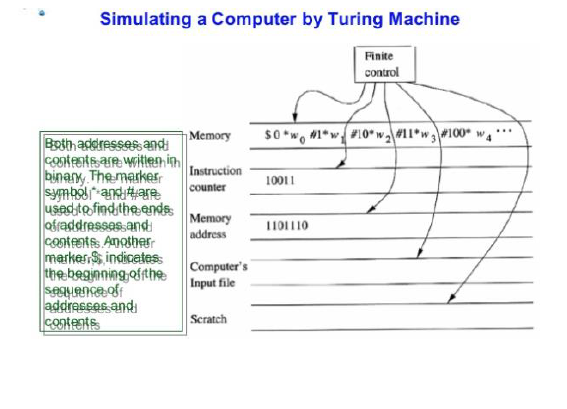 Simulating a Computer by Turing Machine
Finite
control
Memory
$ 0 * w0 #1* w1 #10* w2 #11* w3 #100* w4 ...
Instruction
counter
10011
Memory
address
1101110
Computer's
Input file
Scratch
Both addresses and
contents are written in
binary. The marker
symbol * and # are
used to find the ends
of addresses and
contents. Another
marker, $, indicates
the beginning of the
sequence of
addresses and
contents.